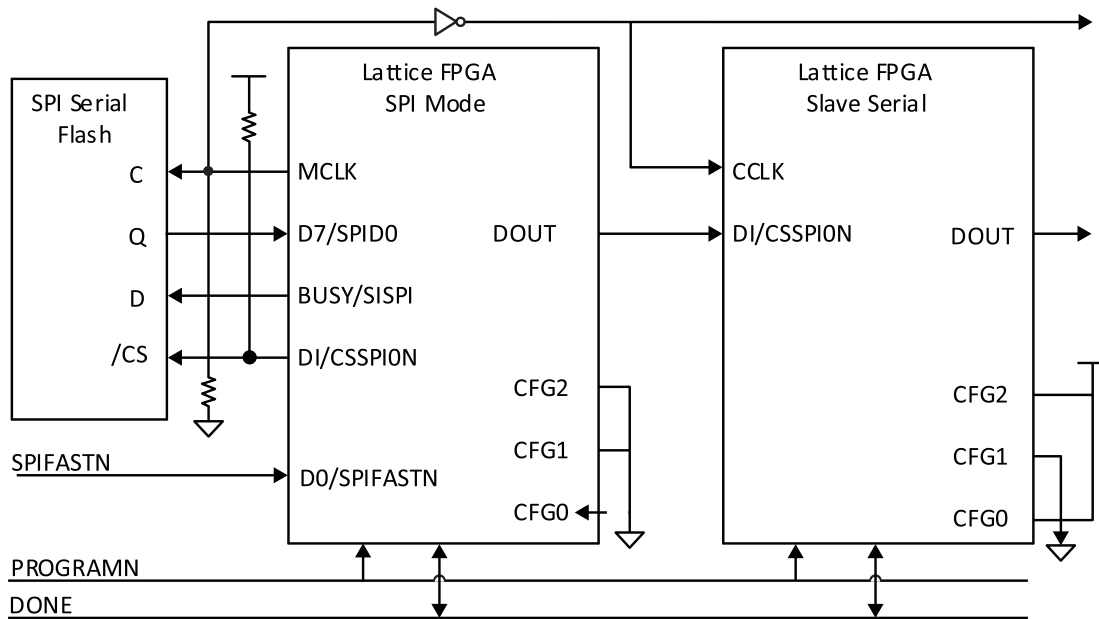 Lattice FPGA
SPI Mode
Lattice FPGA
Slave Serial
SPI Serial
Flash
C
MCLK
CCLK
Q
D7/SPID0
DOUT
DI/CSSPI0N
DOUT
D
BUSY/SISPI
/CS
DI/CSSPI0N
CFG2
CFG2
CFG1
CFG1
SPIFASTN
D0/SPIFASTN
CFG0
CFG0
PROGRAMN
DONE